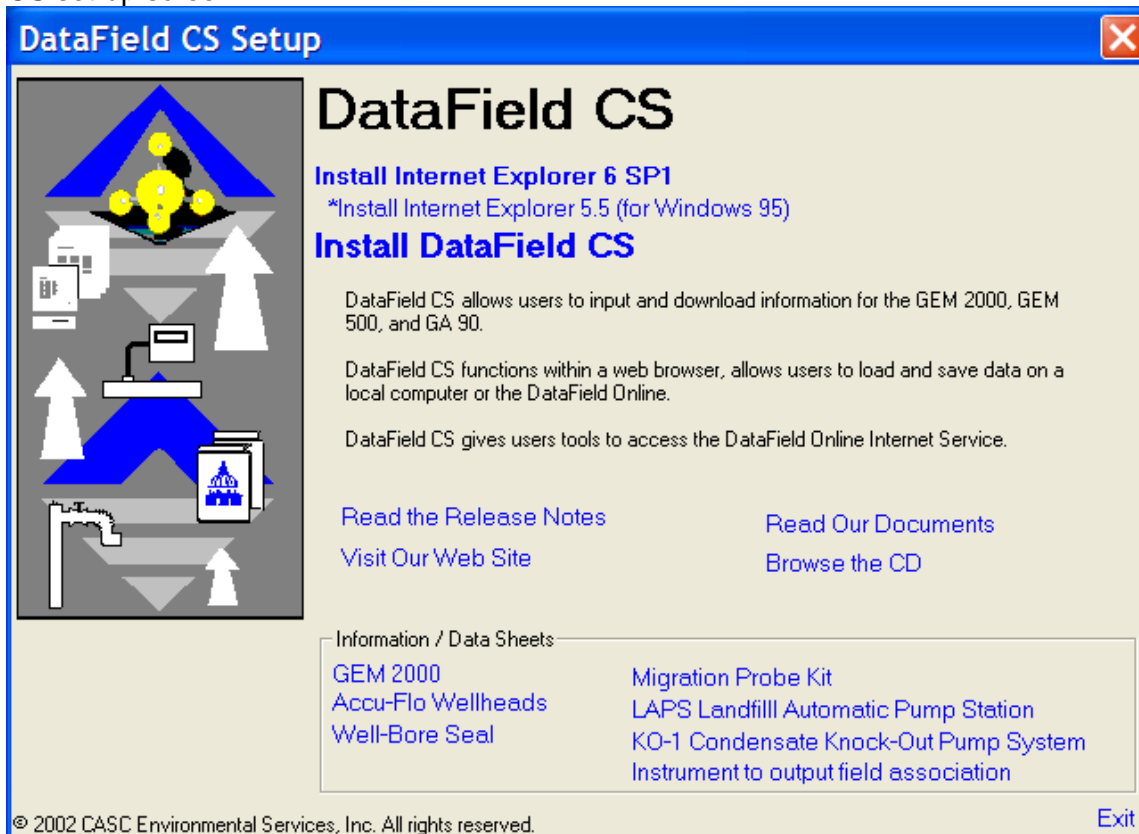 DataField CS Setup
DataField CS
Install Internet Explorer 6 SP1
*Install Internet Explorer 5.5 (for Windows 95)
Install DataField CS
DataField CS allows users to input and download information for the GEM 2000, GEM
500, and GA 90.
DataField CS functions within a web browser, allows users to load and save data on a
local computer or the DataField Online.
DataField CS gives users tools to access the DataField Online Internet Service.
Read the Release Notes
Read Our Documents
Visit Our Web Site
Browse the CD
Information / Data Sheets
GEM 2000
Accu-Flo Wellheads
Well-Bore Seal
Migration Probe Kit
LAPS Landfilll Automatic Pump Station
KO-1 Condensate Knock-Out Pump System
Instrument to output field association
© 2002 CASC Environmental Services, Inc. All rights reserved.
Exit